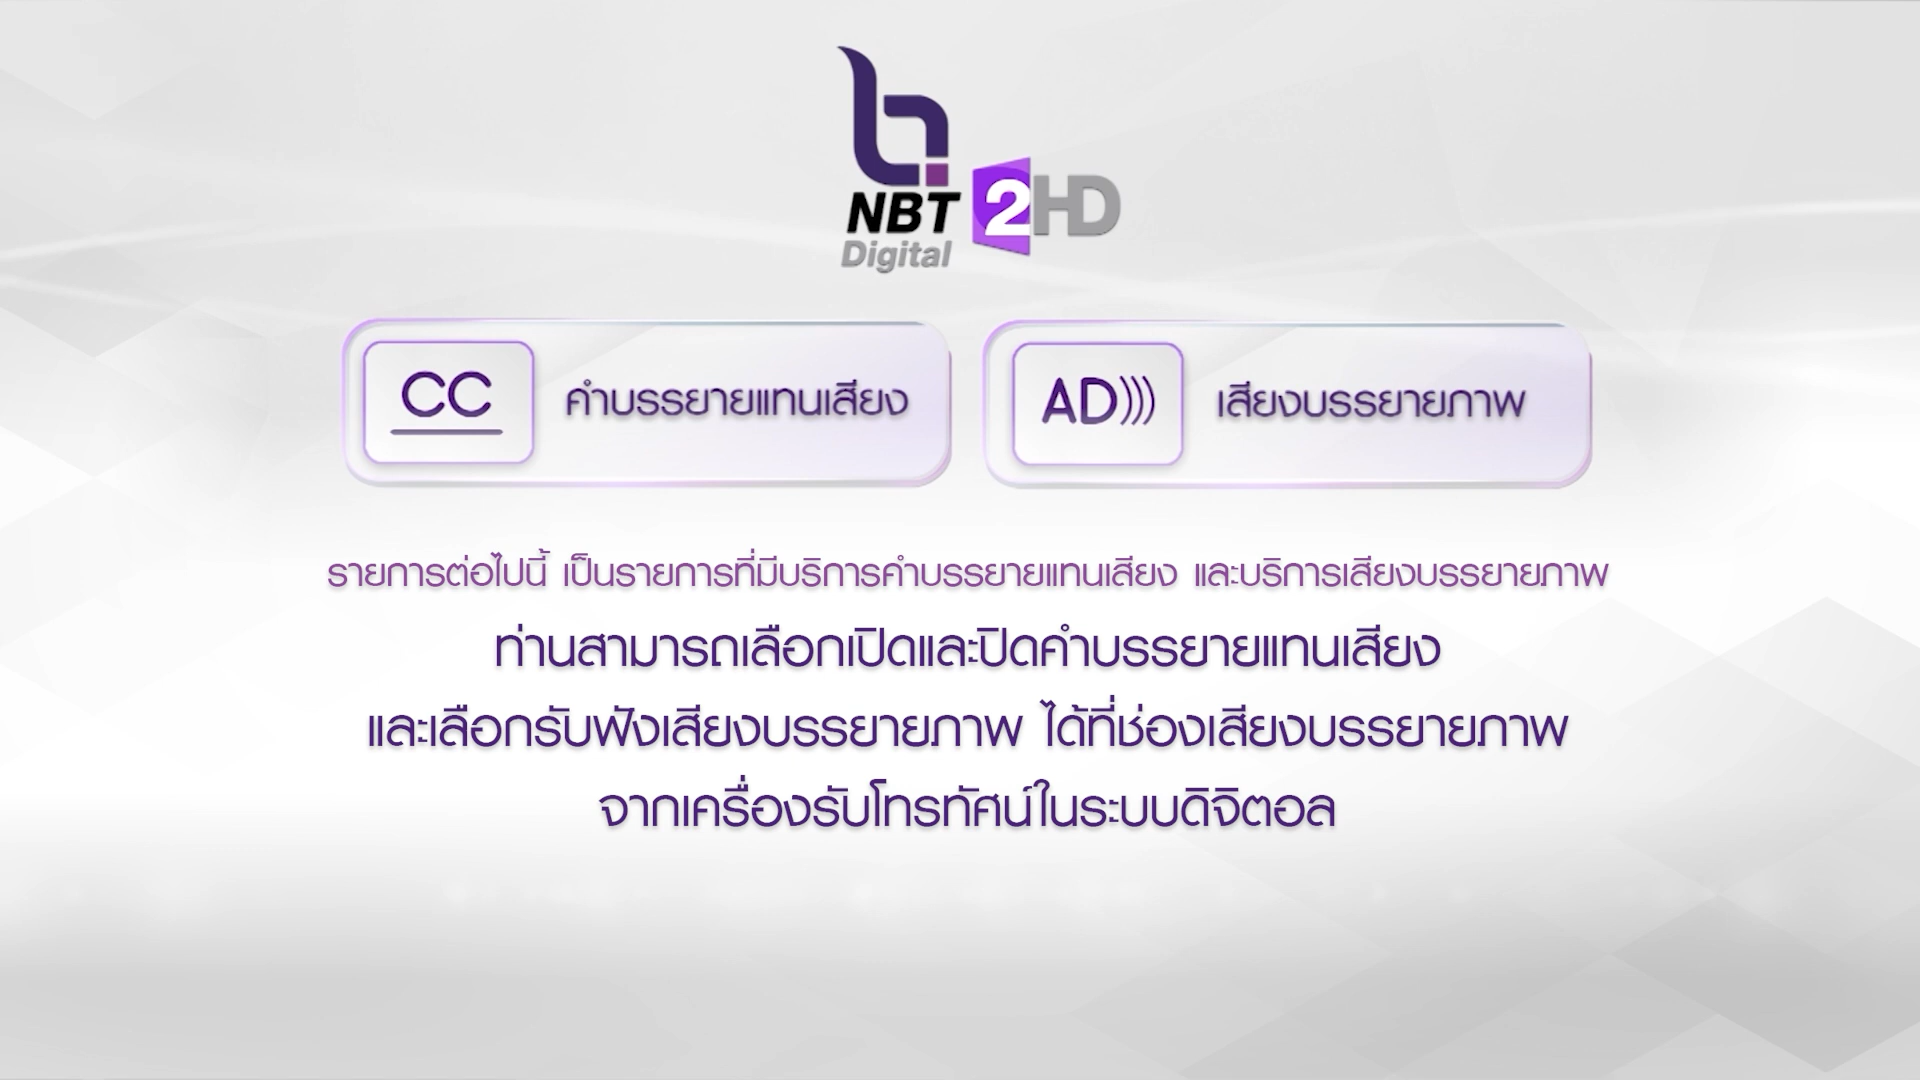 NBT
Digital
2HD
CC
คำบรรยายแทนเสียง
AD)))
เสียงบรรยายภาพ
รายการต่อไปนี้ เป็นรายการที่มีบริการคำบรรยายแทนเสียง และบริการเสียงบรรยายภาพ
ท่านสามารถเลือกเปิดและปิดคำบรรยายแทนเสียง
และเลือกรับฟังเสียงบรรยายภาพ ได้ที่ช่องเสียงบรรยายภาพ
จากเครื่องรับโทรทัศน์ในระบบดิจิตอล